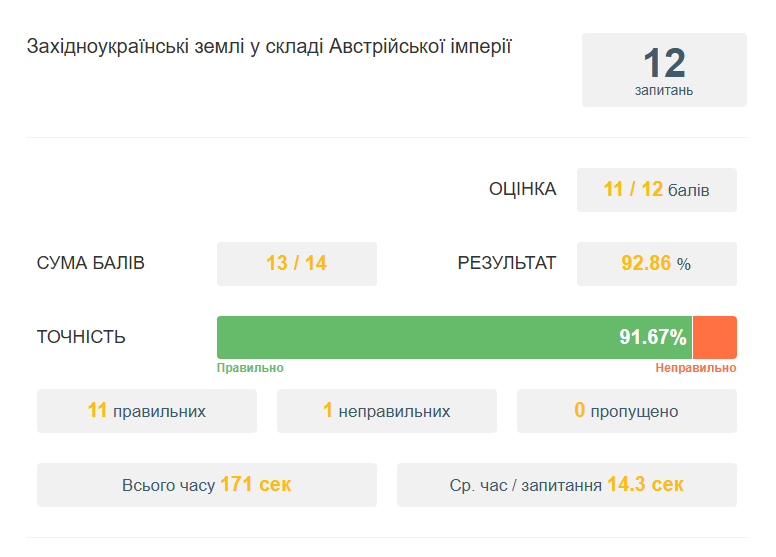 Західноукраїнські землі у складі Австрійської імперії
12
запитань
ОЦІНКА 11 / 12 балів
СУМА БАЛІВ 13 / 14 РЕЗУЛЬТАТ 92.86 %
ТОЧНІСТЬ 91.67%
Правильно Неправильно
11 правильних 1 неправильних 0 пропущено
Всього часу 171 сек Ср. час / запитання 14.3 сек